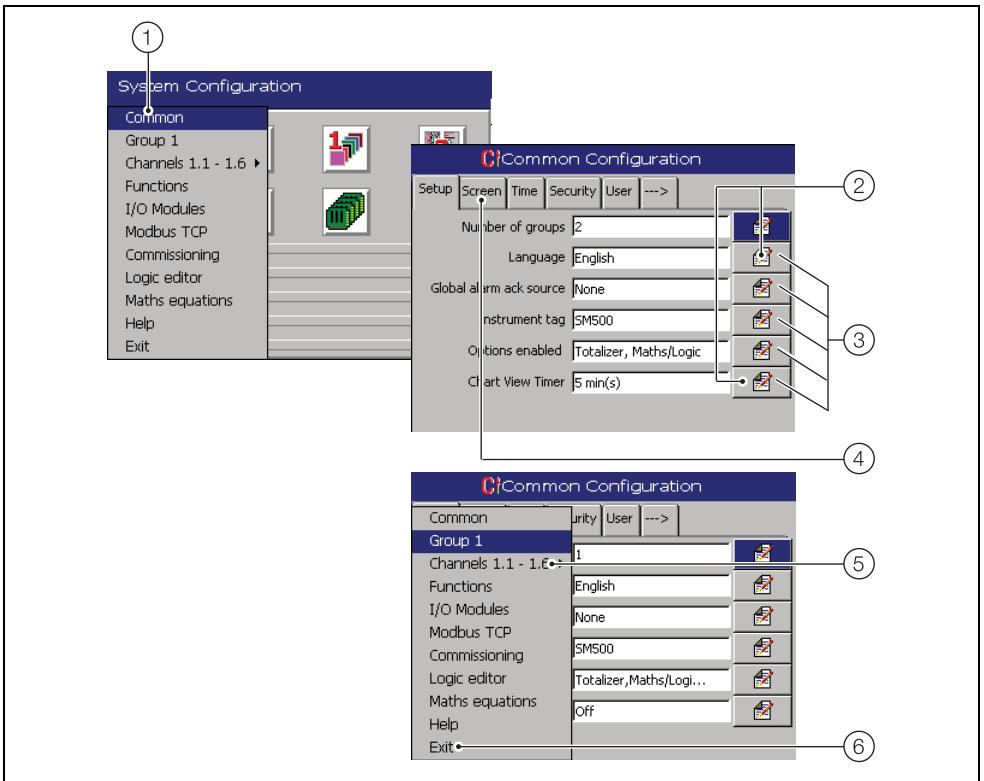 1
System Configuration
Common
Group 1
Channels 1.1 - 1.6
Functions
I/O Modules
Modbus TCP
Commissioning
Logic editor
Maths equations
Help
Exit
1
Common Configuration
Setup Screen Time Security User --->
2
Number of groups 2
Language English
Global alarm ack source None
Instrument tag SM500
3
Options enabled Totalizer, Maths/Logic
Chart View Timer 5 min(s)
4
Common Configuration
Common
urity User --->
Group 1
1
Channels 1.1 - 1.6
5
Functions
English
I/O Modules
None
Modbus TCP
SM500
Commissioning
Logic editor
Totalizer,Maths/Logi...
Maths equations
Off
Help
Exit
6